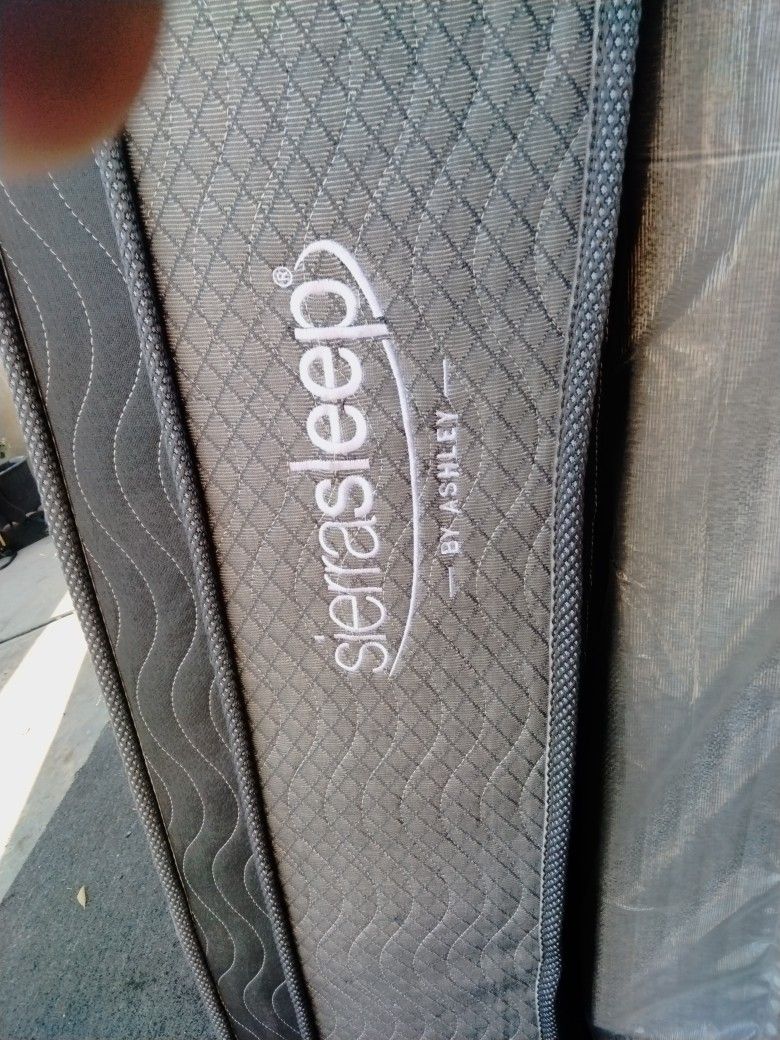 sierrasleep®
— BY ASHLEY —